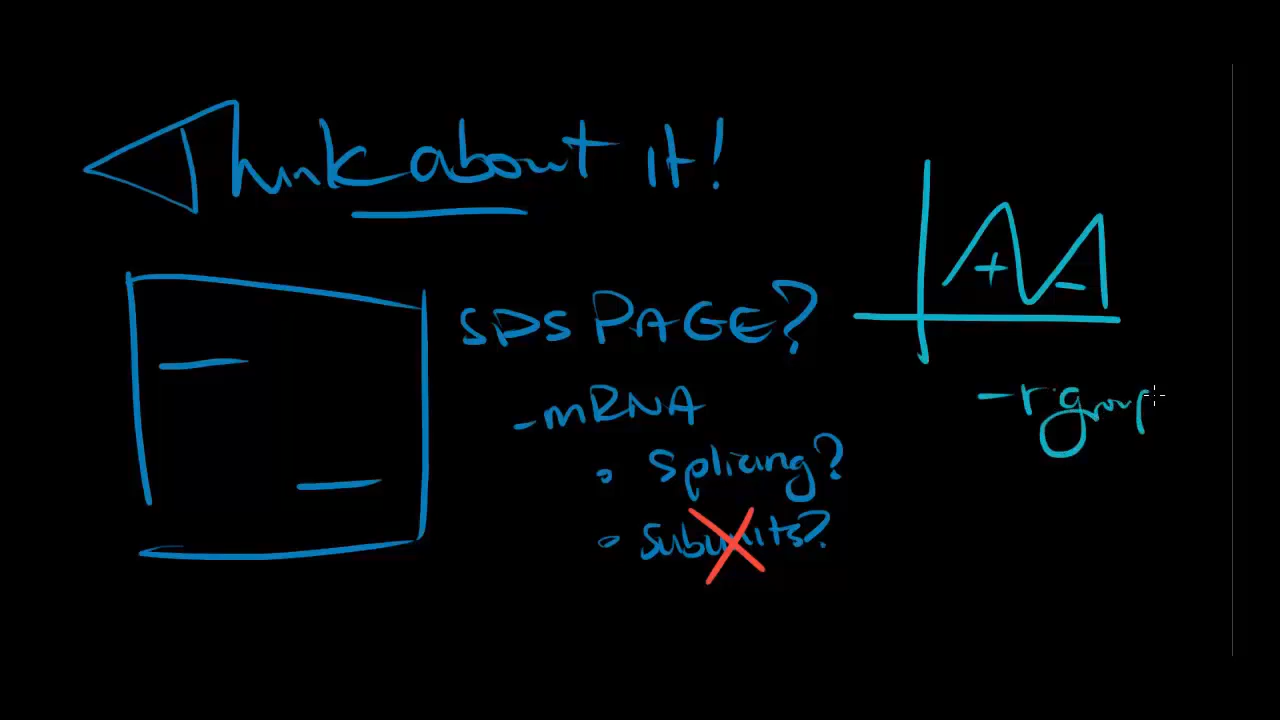 Think about it!
SDS PAGE?
- mRNA
◦ Splicing?
◦ Subunits?
+ -
- r group